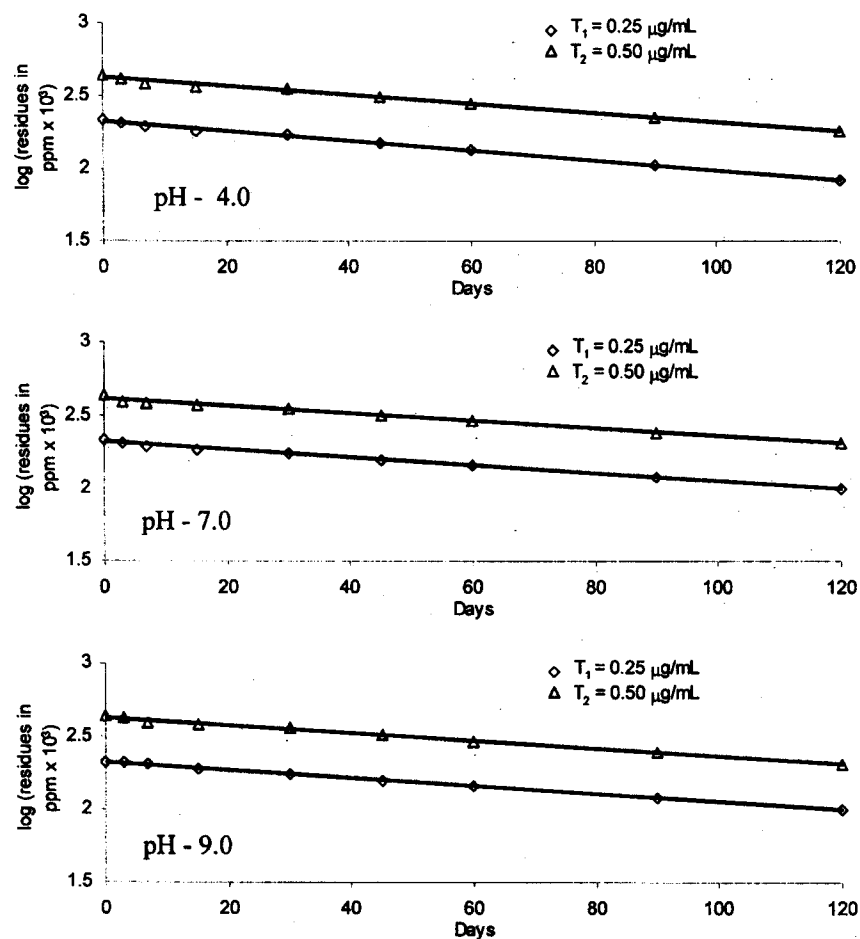 log (residues in
ppm x 10³)
3
2.5
2
1.5
◇ T₁ = 0.25 µg/mL
△ T₂ = 0.50 µg/mL
pH - 4.0
0 20 40 60 80 100 120
Days
log (residues in
ppm x 10³)
3
2.5
2
1.5
◇ T₁ = 0.25 µg/mL
△ T₂ = 0.50 µg/mL
pH - 7.0
0 20 40 60 80 100 120
Days
log (residues in
ppm x 10³)
3
2.5
2
1.5
◇ T₁ = 0.25 µg/mL
△ T₂ = 0.50 µg/mL
pH - 9.0
0 20 40 60 80 100 120
Days